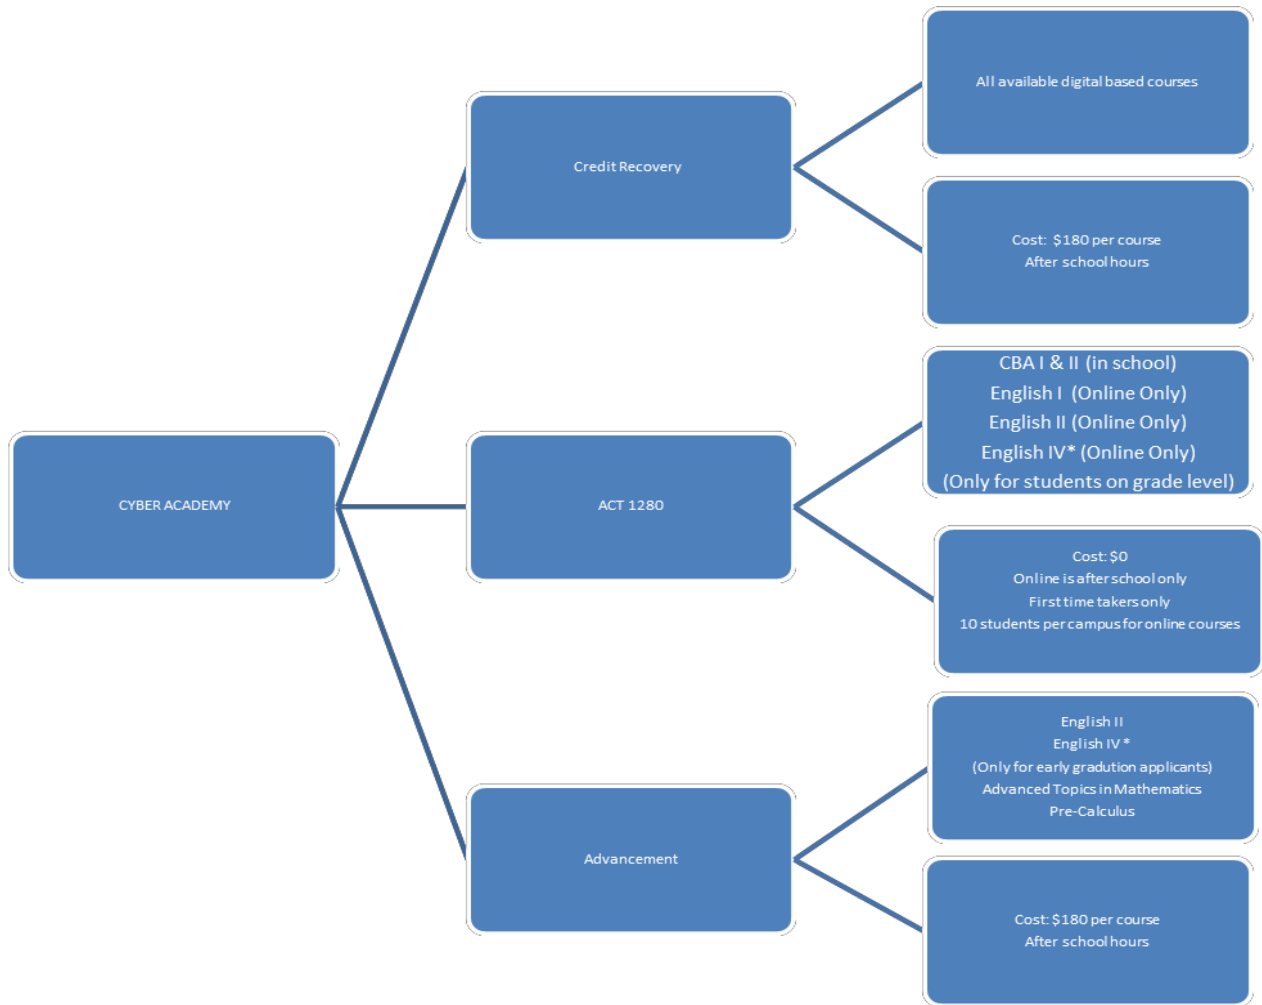 CYBER ACADEMY
Credit Recovery
All available digital based courses
Cost: $180 per course
After school hours
ACT 1280
CBA I & II (in school)
English I (Online Only)
English II (Online Only)
English IV* (Online Only)
(Only for students on grade level)
Cost: $0
Online is after school only
First time takers only
10 students per campus for online courses
Advancement
English II
English IV *
(Only for early gradution applicants)
Advanced Topics in Mathematics
Pre-Calculus
Cost: $180 per course
After school hours